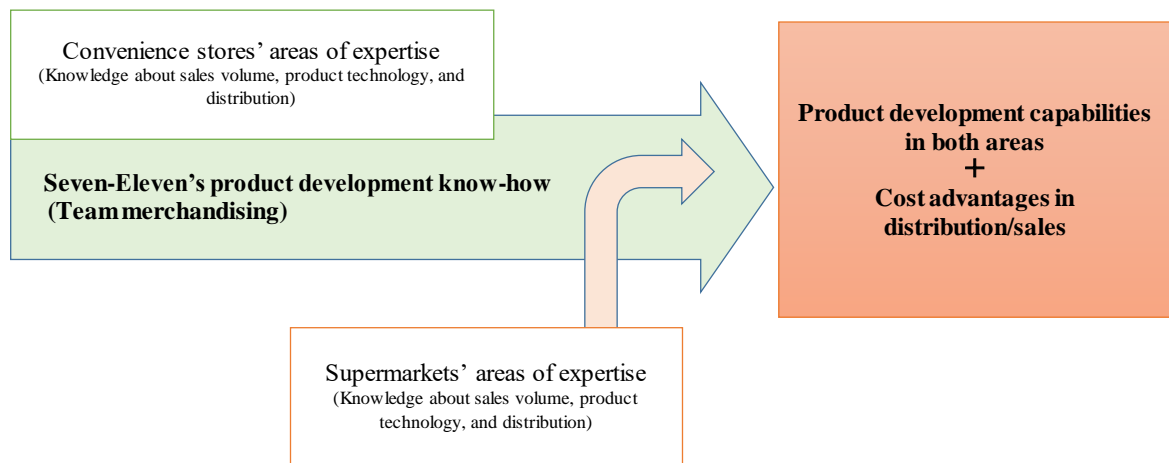 Convenience stores’ areas of expertise
(Knowledge about sales volume, product technology, and
distribution)
Seven-Eleven’s product development know-how
(Team merchandising)
Supermarkets’ areas of expertise
(Knowledge about sales volume, product
technology, and distribution)
Product development capabilities
in both areas
+
Cost advantages in
distribution/sales